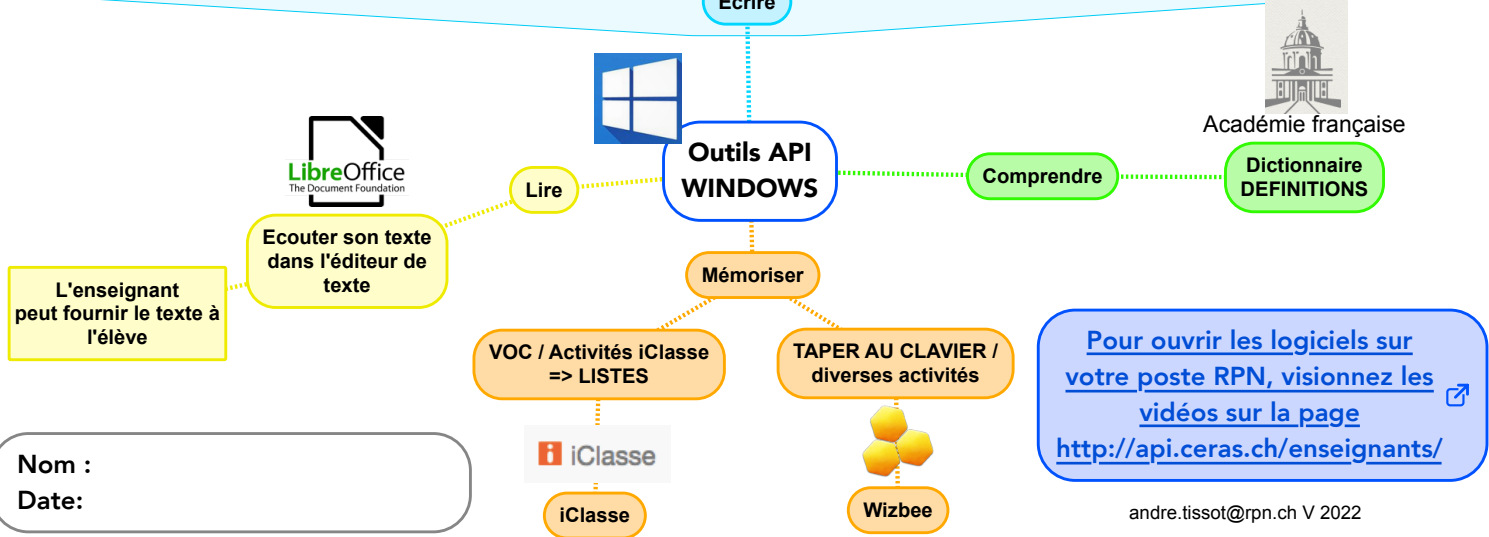 Ecrire
Académie française
Outils API
WINDOWS
LibreOffice
The Document Foundation
Lire
Comprendre
Dictionnaire
DEFINITIONS
Ecouter son texte
dans l'éditeur de
texte
L'enseignant
peut fournir le texte à
l'élève
Mémoriser
VOC / Activités iClasse
=> LISTES
TAPER AU CLAVIER /
diverses activités
Pour ouvrir les logiciels sur
votre poste RPN, visionnez les
vidéos sur la page
http://api.ceras.ch/enseignants/
iClasse
iClasse
Wizbee
Nom :
Date:
andre.tissot@rpn.ch V 2022